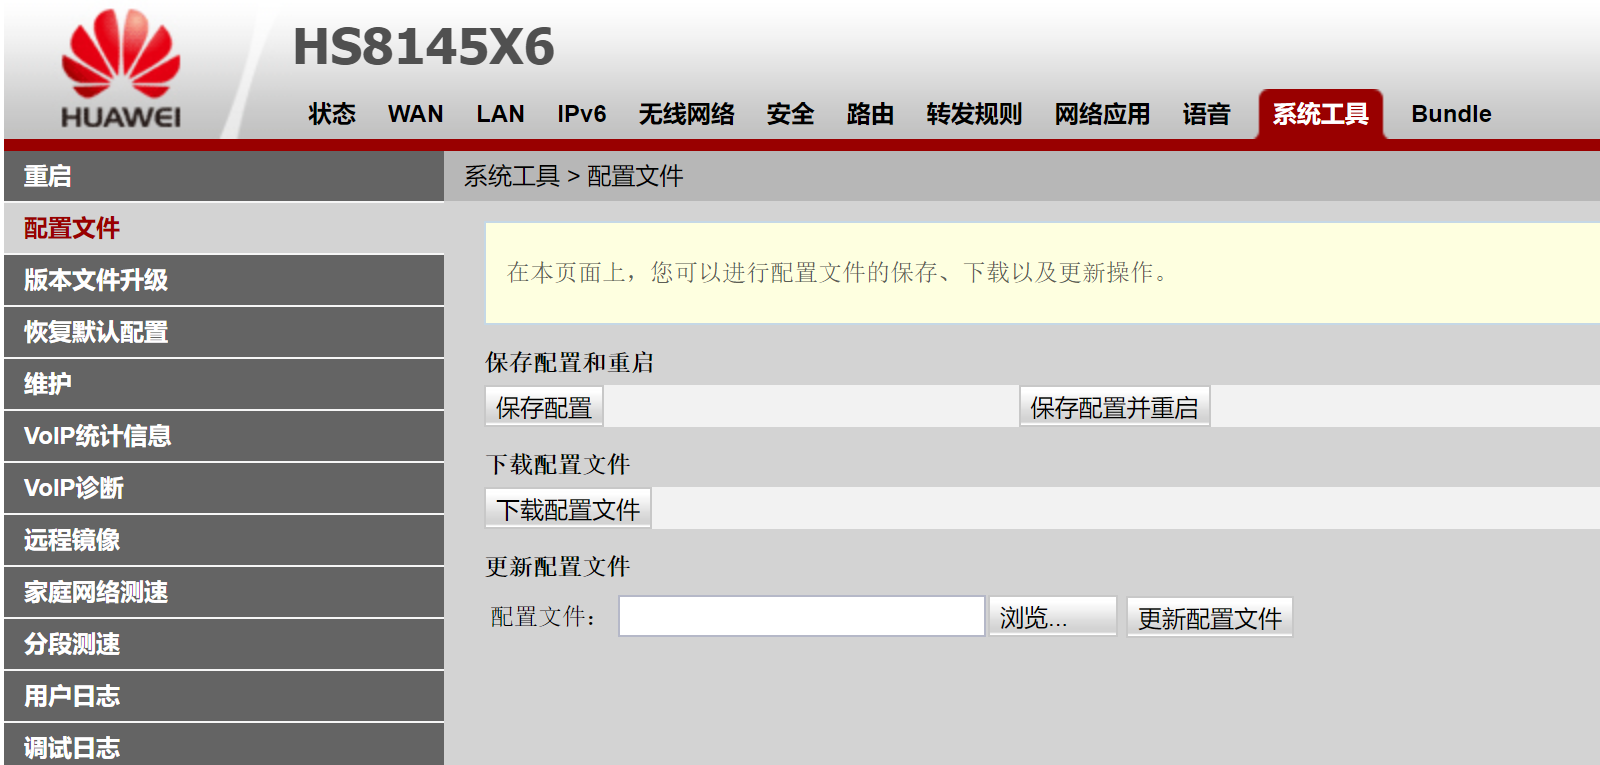 HUAWEI
HS8145X6
状态 WAN LAN IPv6 无线网络 安全 路由 转发规则 网络应用 语音 系统工具 Bundle
重启
配置文件
版本文件升级
恢复默认配置
维护
VoIP统计信息
VoIP诊断
远程镜像
家庭网络测速
分段测速
用户日志
调试日志
系统工具 > 配置文件
在本页面上，您可以进行配置文件的保存、下载以及更新操作。
保存配置和重启
保存配置 保存配置并重启
下载配置文件
下载配置文件
更新配置文件
配置文件： 浏览... 更新配置文件